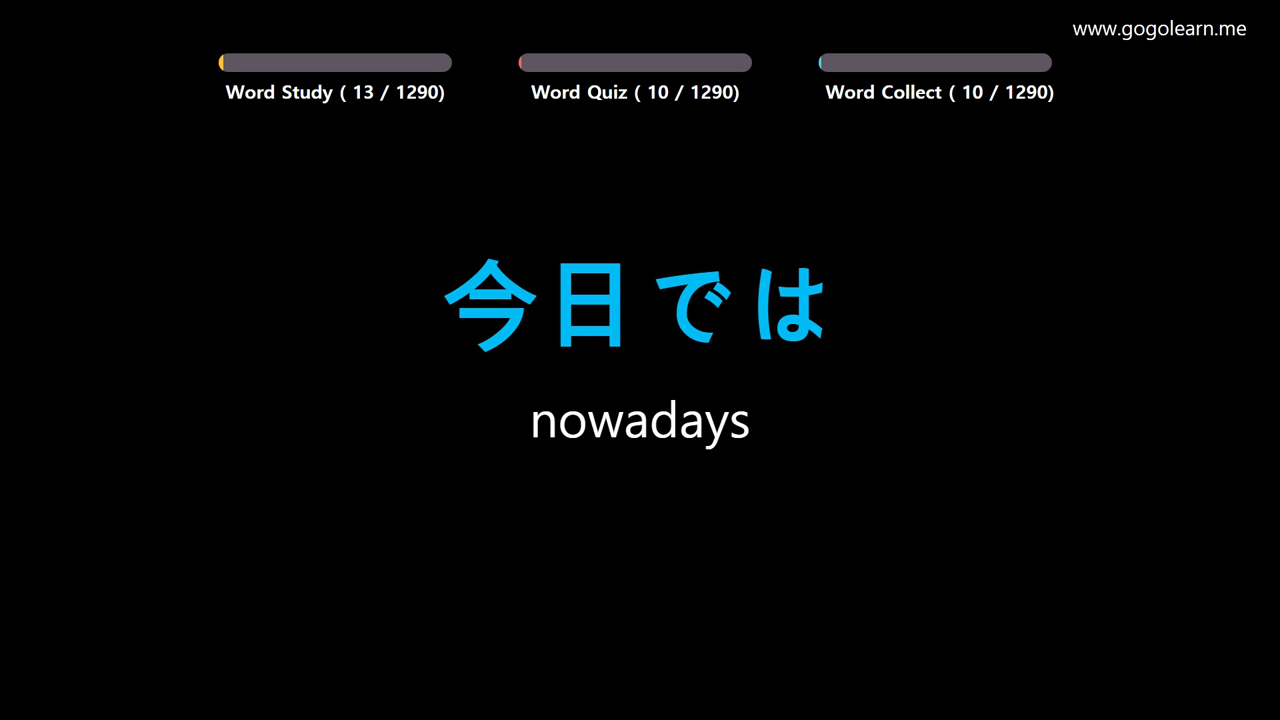 www.gogolearn.me
Word Study ( 13 / 1290)
Word Quiz ( 10 / 1290)
Word Collect ( 10 / 1290)
今日では
nowadays